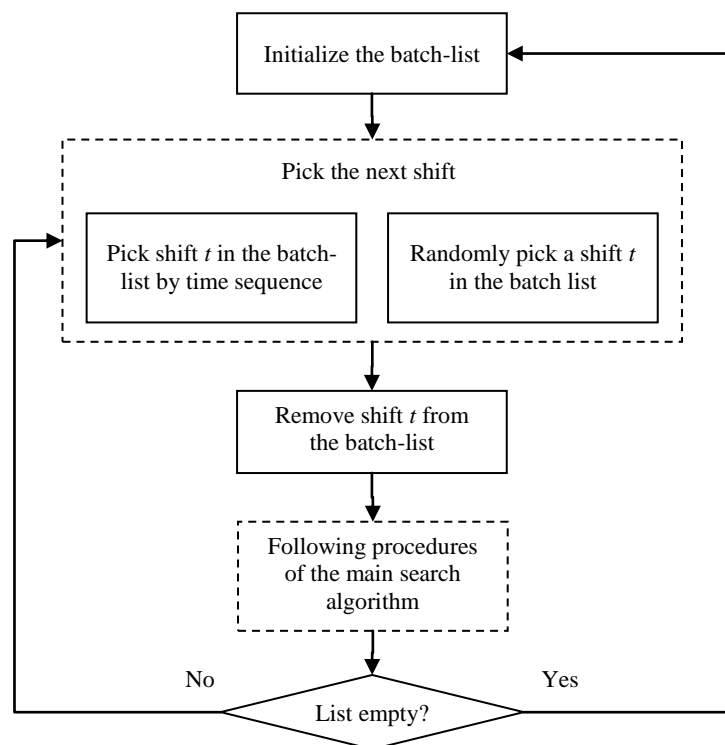 Initialize the batch-list
Pick the next shift
Pick shift t in the batch-
list by time sequence
Randomly pick a shift t
in the batch list
Remove shift t from
the batch-list
Following procedures
of the main search
algorithm
No
Yes
List empty?